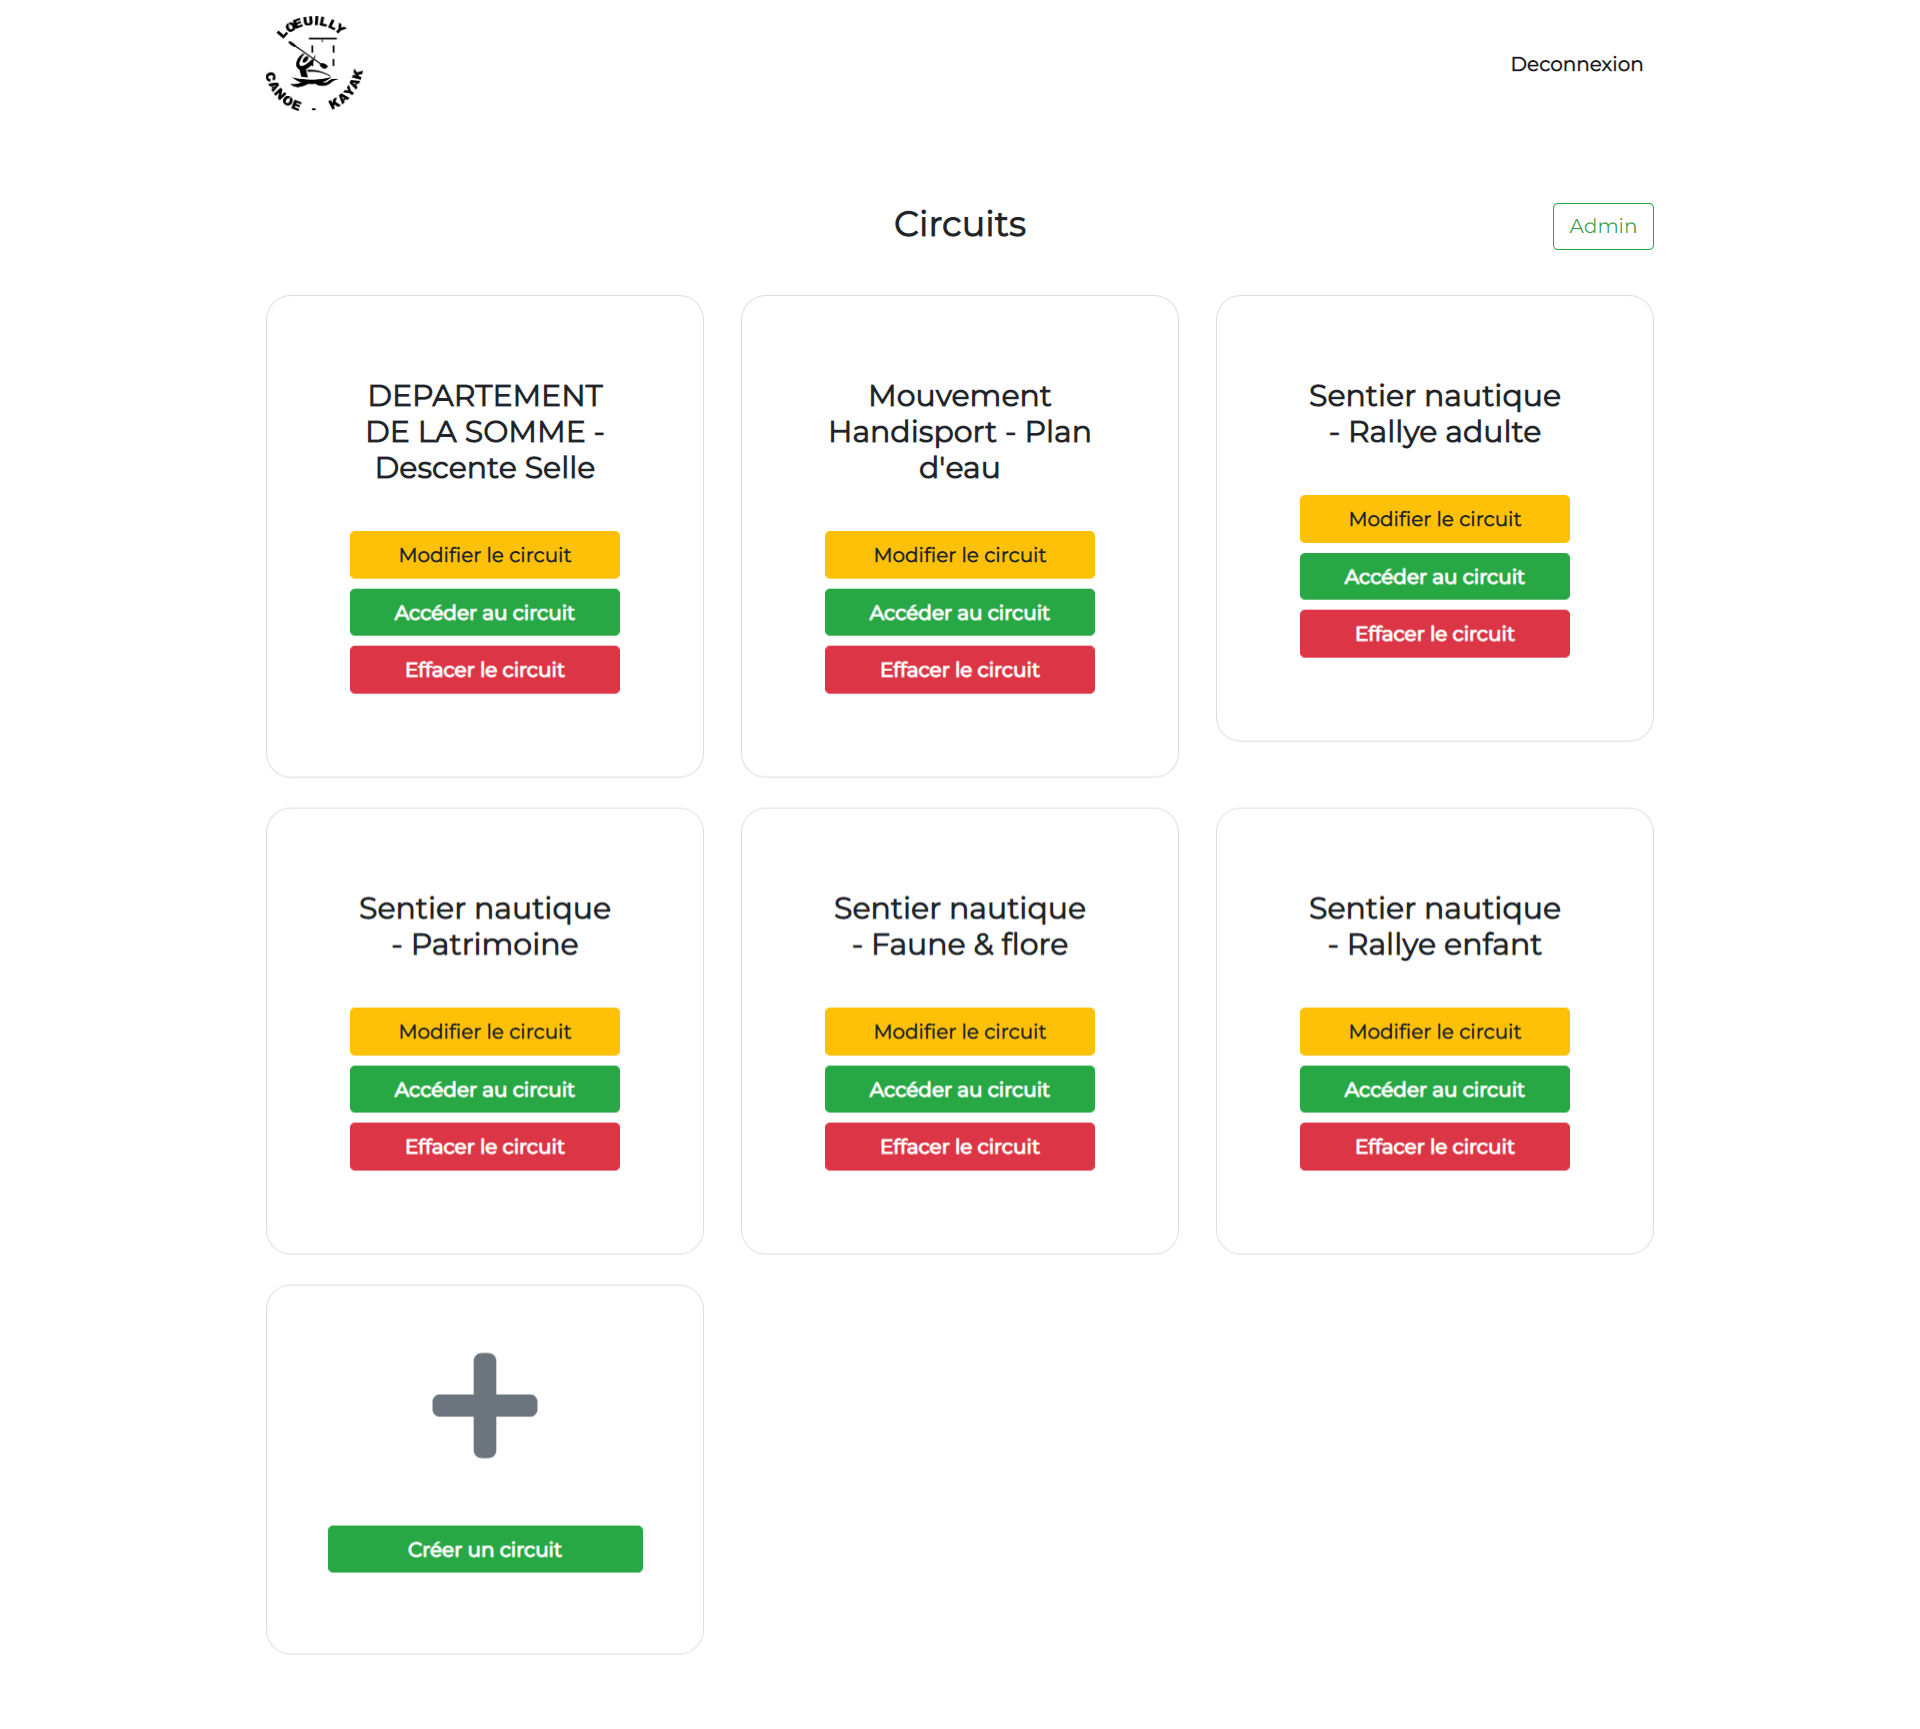 LŒUILLY
CANOE - KAYAK
Deconnexion
Circuits
Admin
DEPARTEMENT
DE LA SOMME -
Descente Selle
Modifier le circuit
Accéder au circuit
Effacer le circuit
Mouvement
Handisport - Plan
d'eau
Modifier le circuit
Accéder au circuit
Effacer le circuit
Sentier nautique
- Rallye adulte
Modifier le circuit
Accéder au circuit
Effacer le circuit
Sentier nautique
- Patrimoine
Modifier le circuit
Accéder au circuit
Effacer le circuit
Sentier nautique
- Faune & flore
Modifier le circuit
Accéder au circuit
Effacer le circuit
Sentier nautique
- Rallye enfant
Modifier le circuit
Accéder au circuit
Effacer le circuit
Créer un circuit